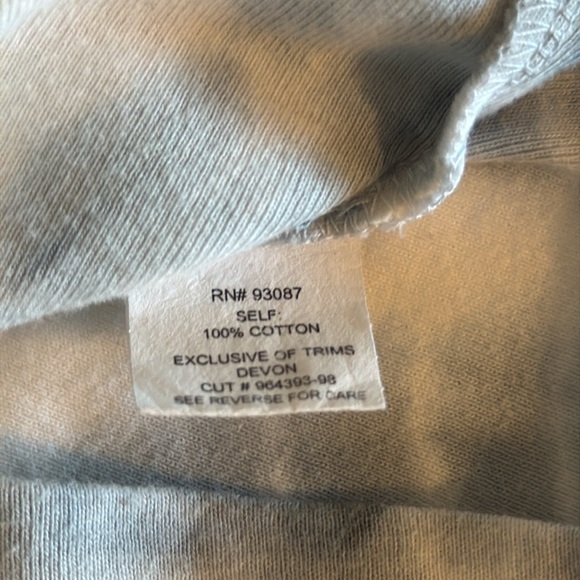 RN# 93087
SELF:
100% COTTON
EXCLUSIVE OF TRIMS
DEVON
CUT # 964393-98
SEE REVERSE FOR CARE